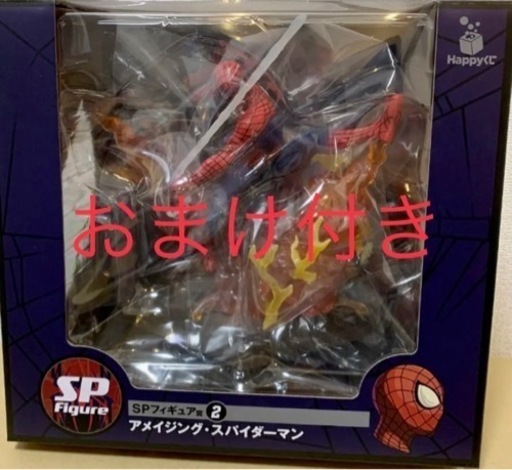 Happyくじ
おまけ付き
SP
Figure
SPフィギュア賞 2
アメイジング・スパイダーマン